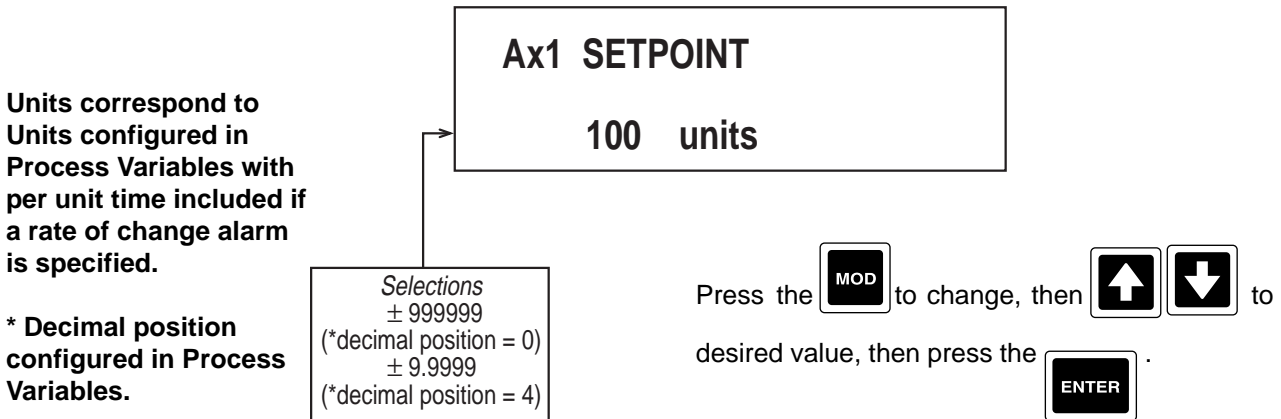 Ax1 SETPOINT
100 units
Units correspond to
Units configured in
Process Variables with
per unit time included if
a rate of change alarm
is specified.
* Decimal position
configured in Process
Variables.
Selections
± 999999
(*decimal position = 0)
± 9.9999
(*decimal position = 4)
Press the MOD to change, then to
desired value, then press the ENTER .